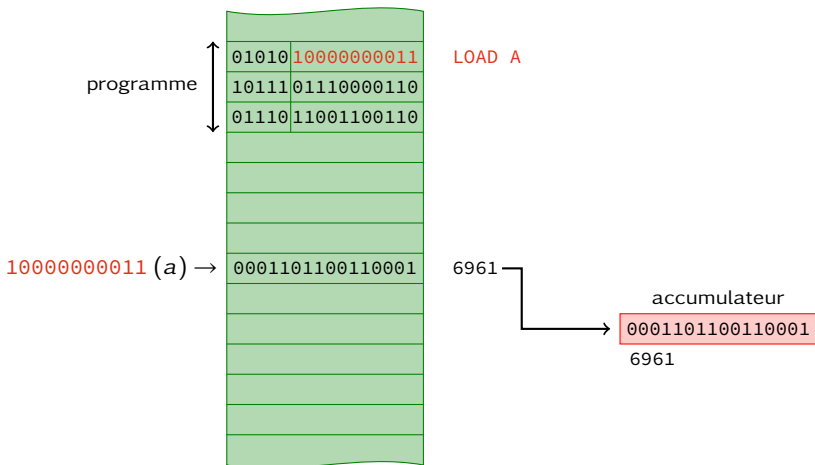 01010 10000000011 LOAD A
programme
10111 01110000110
01110 11001100110
10000000011 (a) → 0001101100110001 6961
accumulateur
0001101100110001
6961